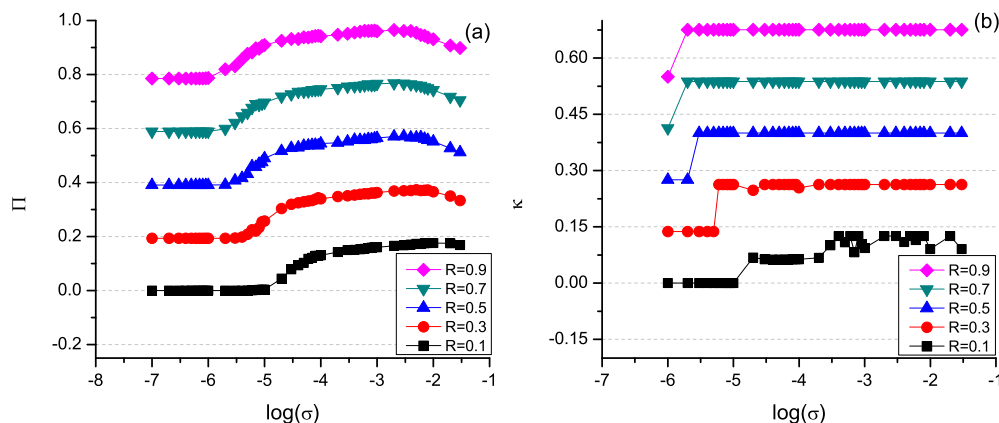 (a)
Π
1.0
0.8
0.6
0.4
0.2
0.0
-0.2
-8
-7
-6
-5
-4
-3
-2
-1
log(σ)
R=0.9
R=0.7
R=0.5
R=0.3
R=0.1
(b)
κ
0.60
0.45
0.30
0.15
0.00
-0.15
-7
-6
-5
-4
-3
-2
-1
log(σ)
R=0.9
R=0.7
R=0.5
R=0.3
R=0.1